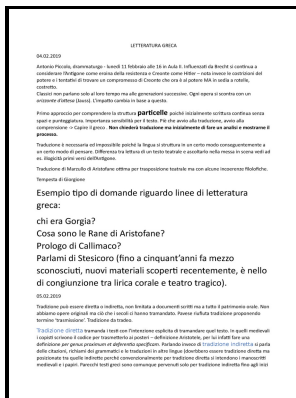 LETTERATURA GRECA
04.02.2019
Antonio Piccolo, drammaturgo - lunedì 11 febbraio alle 16 in Aula II. Influenzati da Brecht si continua a
considerare l'Antigone come eroina della resistenza e Creonte come Hitler – nota invece le costrizioni del
potere e i tentativi di trovare un compromesso di Creonte che ora è al potere MA in sedia a rotelle,
costretto.
Classici non parlano solo al loro tempo ma alle generazioni successive. Ogni opera si scontra con un
orizzonte d'attese (Jauss). L'impatto cambia in base a questo.
Primo approccio per comprendere la struttura particelle poiché inizialmente scrittura continua senza
spazi e punteggiatura. Importanza sensibilità per il testo. Più che avvio alla traduzione, avvio alla
comprensione -> Capire il greco - Non chiederà traduzione ma inizialmente di fare un analisi e mostrarne il
processo.
Traduzione è necessaria ed impossibile poiché la lingua si struttura in un certo modo conseguentemente a
un certo modo di pensare. Differenza tra lettura di un testo teatrale e ascoltarlo nella messa in scena vedi ad
es. illogicità primi versi dell'Antigone.
Traduzione di Marzullo di Aristofane ottima per trasposizione teatrale ma con alcune incoerenze filologiche.
Tempesta di Giorgione
Esempio tipo di domande riguardo linee di letteratura
greca:
chi era Gorgia?
Cosa sono le Rane di Aristofane?
Prologo di Callimaco?
Parlami di Stesicoro (fino a cinquant'anni fa mezzo
sconosciuti, nuovi materiali scoperti recentemente, è nello
di congiunzione tra lirica corale e teatro tragico).
05.02.2019
Tradizione può essere diretta o indiretta, non limitata a documenti scritti ma a tutto il patrimonio orale. Non
abbiamo opere originali ma ciò che i secoli ci hanno tramandato. Pavese rifiutava tradizione proponendo
termine 'trasmissione'. Tradizione da tradeo.
Tradizione diretta tramanda i testi con l'intenzione esplicita di tramandare quel testo. In quelli medievali
i copisti scrivono il codice per trasmetterlo ai posteri – definizione Aristotele, per lui infatti fare una
definizione per genus proximum et deferentia specificam. Parlando invece di tradizione indiretta si parla
delle citazioni, richiami dei grammatici e le traduzioni in altre lingue (dovrebbero essere tradizione diretta ma
posizionate tra quelle indirette perché convenzionalmente per tradizione diretta si intendono i manoscritti
medievali e i papiri. Parecchi testi greci sono comunque pervenuti solo per tradizione indiretta fino agli inizi